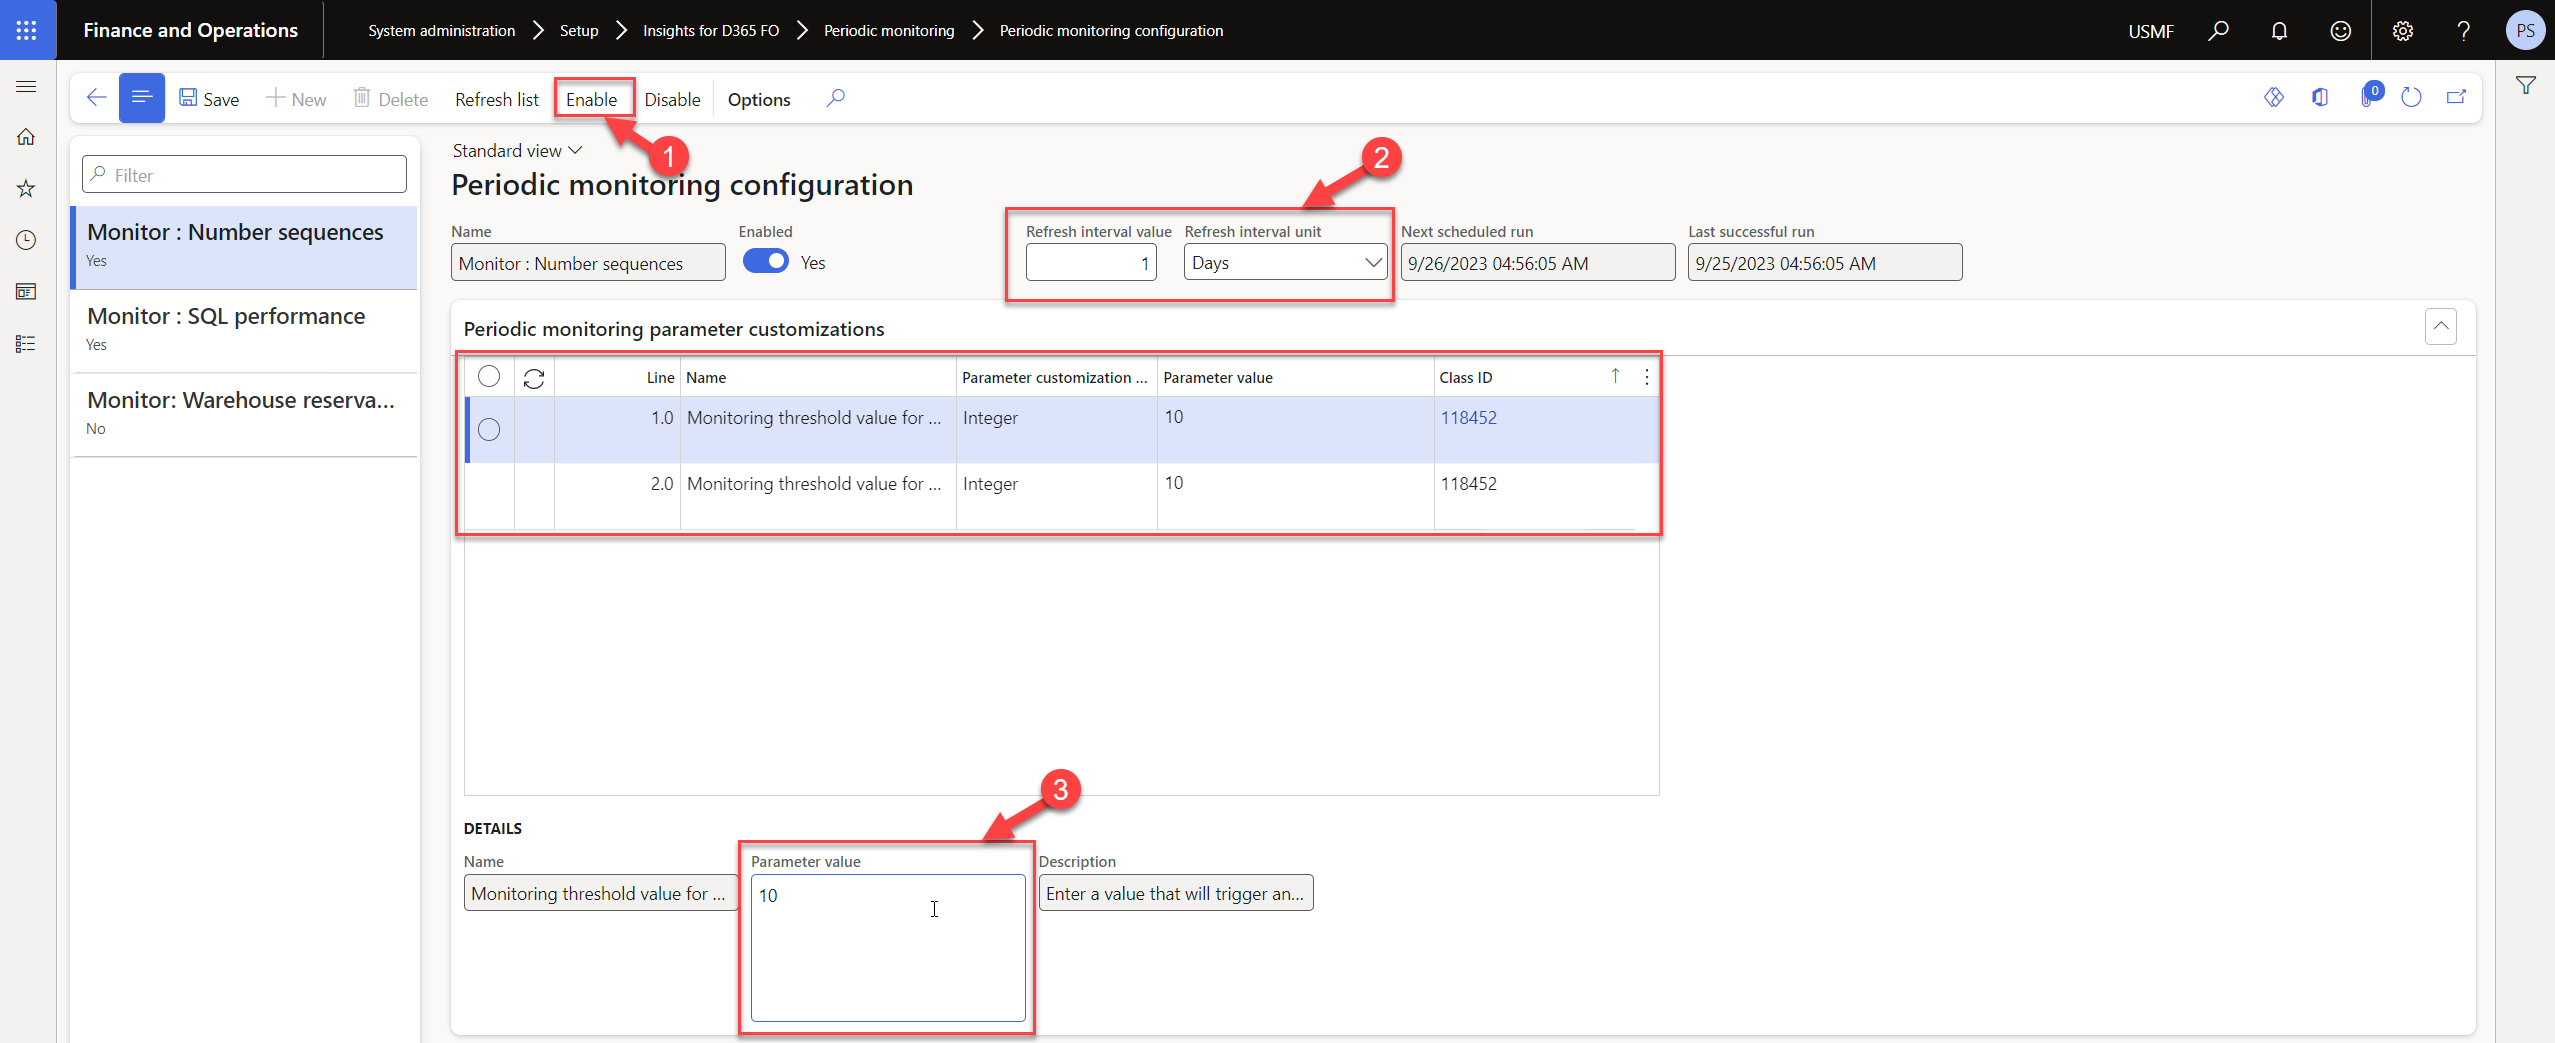 Finance and Operations
System administration > Setup > Insights for D365 FO > Periodic monitoring > Periodic monitoring configuration
USMF
PS
Save
New
Delete
Refresh list
Enable
Disable
Options
0
1
2
Filter
Monitor : Number sequences
Yes
Monitor : SQL performance
Yes
Monitor: Warehouse reserva...
No
Standard view
Periodic monitoring configuration
Name
Enabled
Refresh interval value
Refresh interval unit
Next scheduled run
Last successful run
Monitor : Number sequences
Yes
1
Days
9/26/2023 04:56:05 AM
9/25/2023 04:56:05 AM
Periodic monitoring parameter customizations
Line Name Parameter customization ... Parameter value Class ID
1.0 Monitoring threshold value for ... Integer 10 118452
2.0 Monitoring threshold value for ... Integer 10 118452
3
DETAILS
Name
Parameter value
Description
Monitoring threshold value for ...
10
Enter a value that will trigger an...